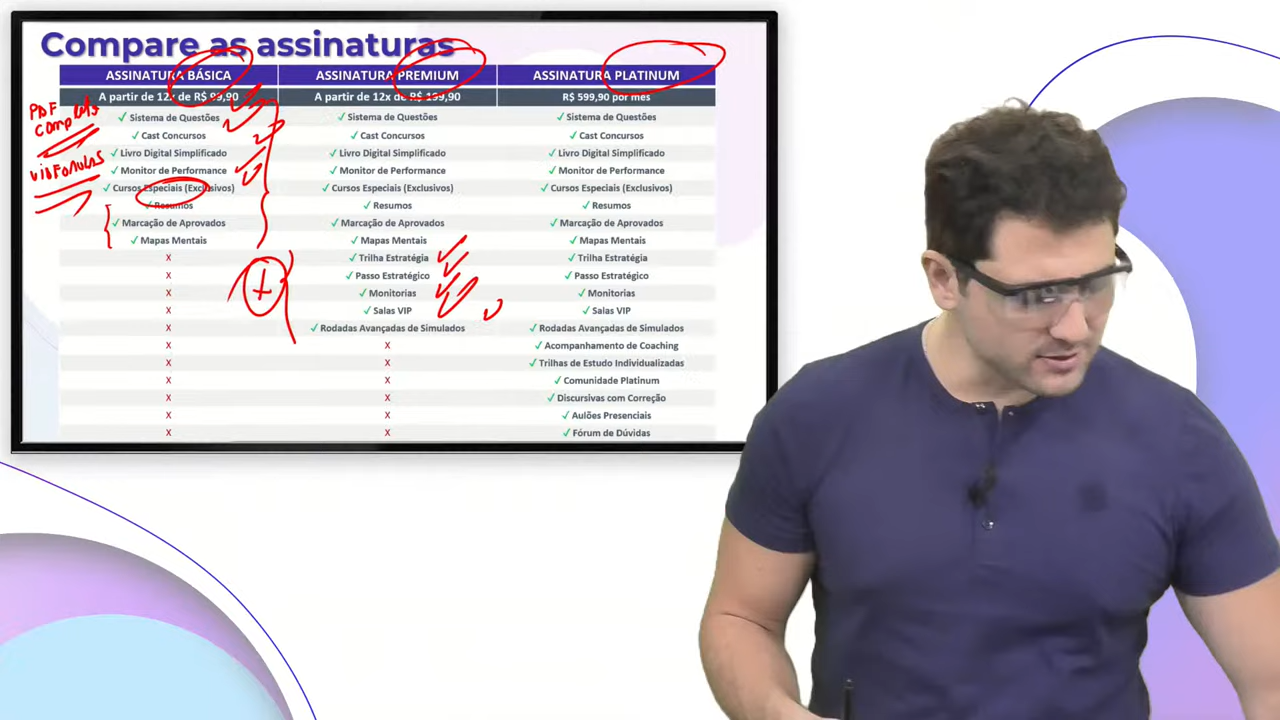 Compare as assinaturas
ASSINATURA BÁSICA ASSINATURA PREMIUM ASSINATURA PLATINUM
A partir de 12x de R$ 99,90 A partir de 12x de R$ 199,90 R$ 599,90 por mês
PDF
Completo
✓ Sistema de Questões ✓ Sistema de Questões ✓ Sistema de Questões
✓ Cast Concursos ✓ Cast Concursos ✓ Cast Concursos
✓ Livro Digital Simplificado ✓ Livro Digital Simplificado ✓ Livro Digital Simplificado
✓ Monitor de Performance ✓ Monitor de Performance ✓ Monitor de Performance
✓ Cursos Especiais (Exclusivos) ✓ Cursos Especiais (Exclusivos) ✓ Cursos Especiais (Exclusivos)
✓ Resumos ✓ Resumos ✓ Resumos
✓ Marcação de Aprovados ✓ Marcação de Aprovados ✓ Marcação de Aprovados
✓ Mapas Mentais ✓ Mapas Mentais ✓ Mapas Mentais
X ✓ Trilha Estratégia ✓ Trilha Estratégia
X ✓ Passo Estratégico ✓ Passo Estratégico
X ✓ Monitorias ✓ Monitorias
X ✓ Salas VIP ✓ Salas VIP
X ✓ Rodadas Avançadas de Simulados ✓ Rodadas Avançadas de Simulados
X X ✓ Acompanhamento de Coaching
X X ✓ Trilhas de Estudo Individualizadas
X X ✓ Comunidade Platinum
X X ✓ Discursivas com Correção
X X ✓ Aulões Presenciais
X X ✓ Fórum de Dúvidas
+